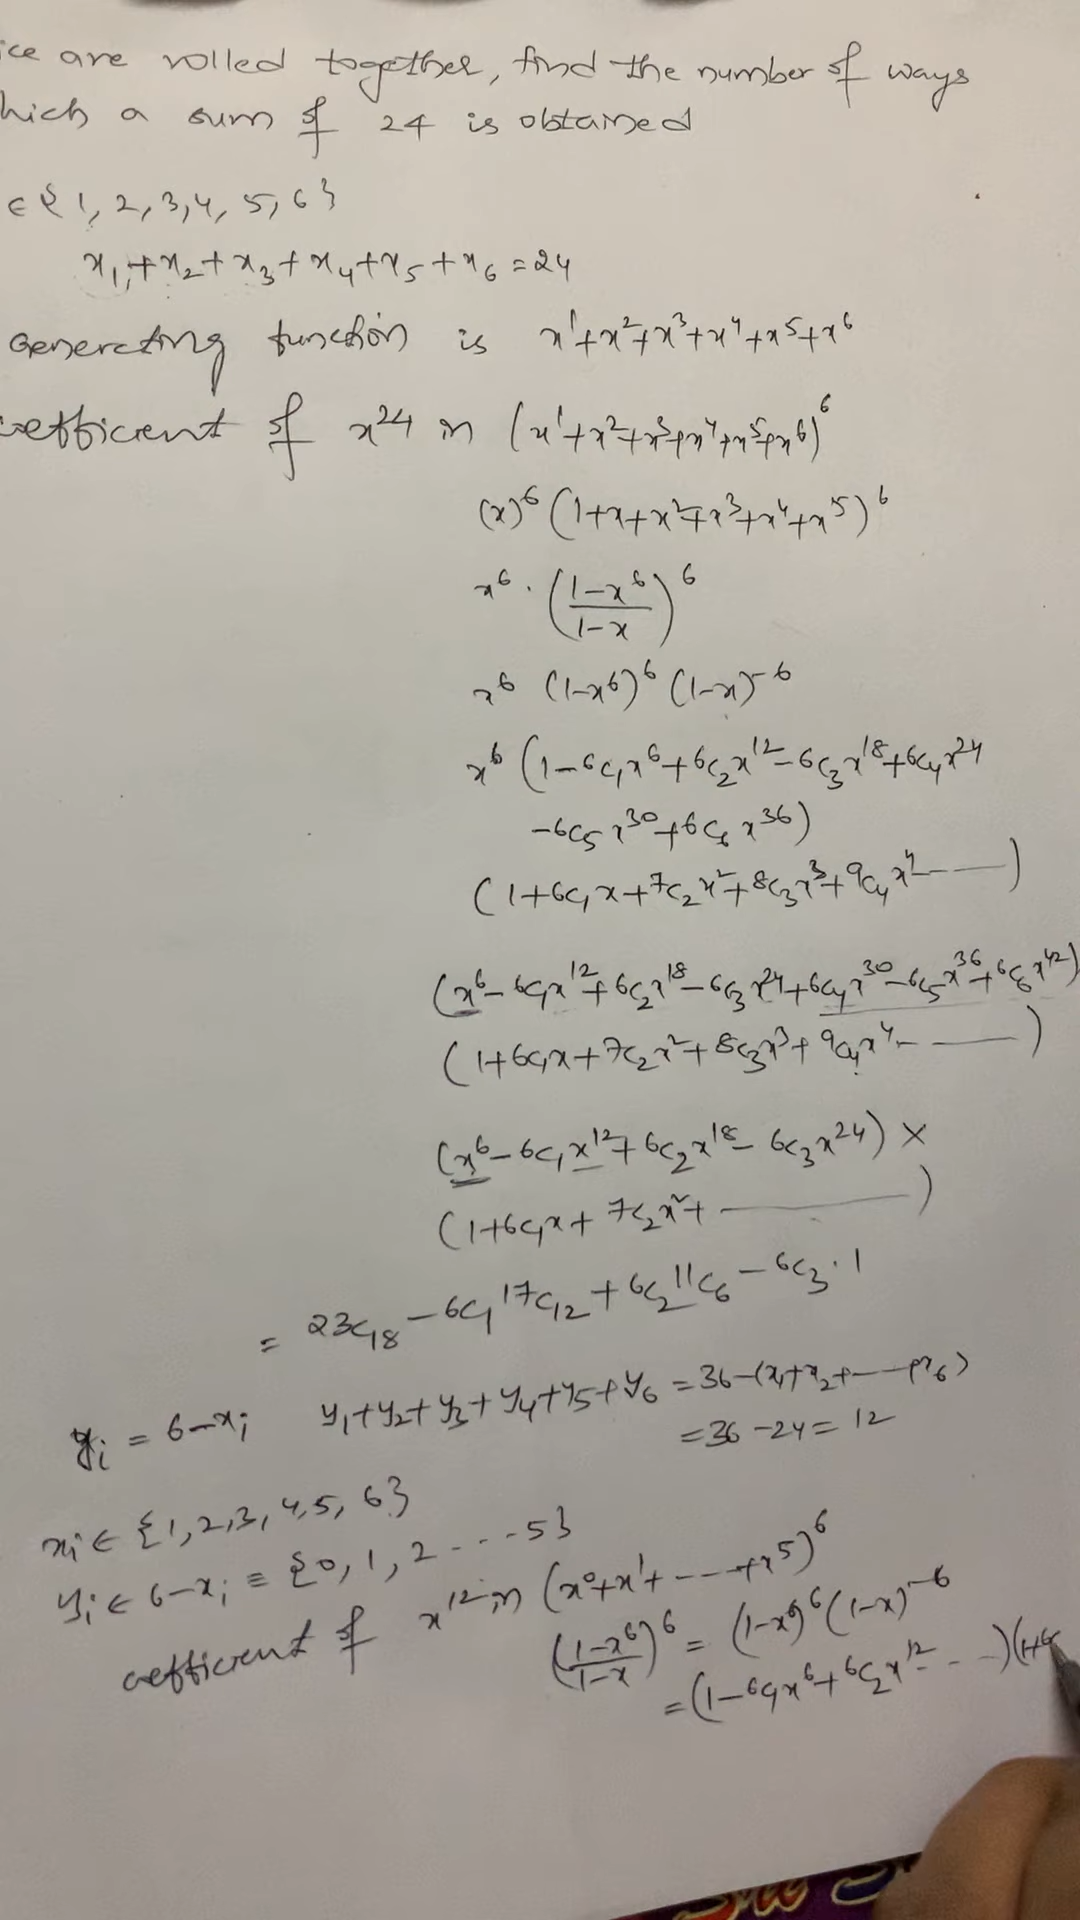 are rolled together, find the number of ways
a sum of 24 is obtained
∈ {1, 2, 3, 4, 5, 6}
x₁ + x₂ + x₃ + x₄ + x₅ + x₆ = 24
generating function is x¹+x²+x³+x⁴+x⁵+x⁶
coefficient of x²⁴ in (x¹+x²+x³+x⁴+x⁵+x⁶)⁶
(x)⁶ (1+x+x²+x³+x⁴+x⁵)⁶
x⁶ · ((1-x⁶)/(1-x))⁶
x⁶ (1-x⁶)⁶ (1-x)⁻⁶
x⁶ (1 - ⁶C₁x⁶ + ⁶C₂x¹² - ⁶C₃x¹⁸ + ⁶C₄x²⁴
- ⁶C₅x³⁰ + ⁶C₆x³⁶)
(1 + ⁶C₁x + ⁷C₂x² + ⁸C₃x³ + ⁹C₄x⁴ - - —)
(x⁶ - ⁶C₁x¹² + ⁶C₂x¹⁸ - ⁶C₃x²⁴ + ⁶C₄x³⁰ - ⁶C₅x³⁶ + ⁶C₆x⁴²)
(1 + ⁶C₁x + ⁷C₂x² + ⁸C₃x³ + ⁹C₄x⁴ - - —)
(x⁶ - ⁶C₁x¹² + ⁶C₂x¹⁸ - ⁶C₃x²⁴) ×
(1 + ⁶C₁x + ⁷C₂x² + —)
= ²³C₁₈ - ⁶C₁ ¹⁷C₁₂ + ⁶C₂ ¹¹C₆ - ⁶C₃ · 1
yᵢ = 6 - xᵢ y₁ + y₂ + y₃ + y₄ + y₅ + y₆ = 36 - (x₁ + x₂ + - - + x₆)
= 36 - 24 = 12
xᵢ ∈ {1, 2, 3, 4, 5, 6}
yᵢ ∈ 6 - xᵢ ≡ {0, 1, 2 - - - 5}
coefficient of x¹² in (x⁰ + x¹ + - - - + x⁵)⁶
((1-x⁶)/(1-x))⁶ = (1-x⁶)⁶ (1-x)⁻⁶
= (1 - ⁶C₁x⁶ + ⁶C₂x¹² - - -)(1+